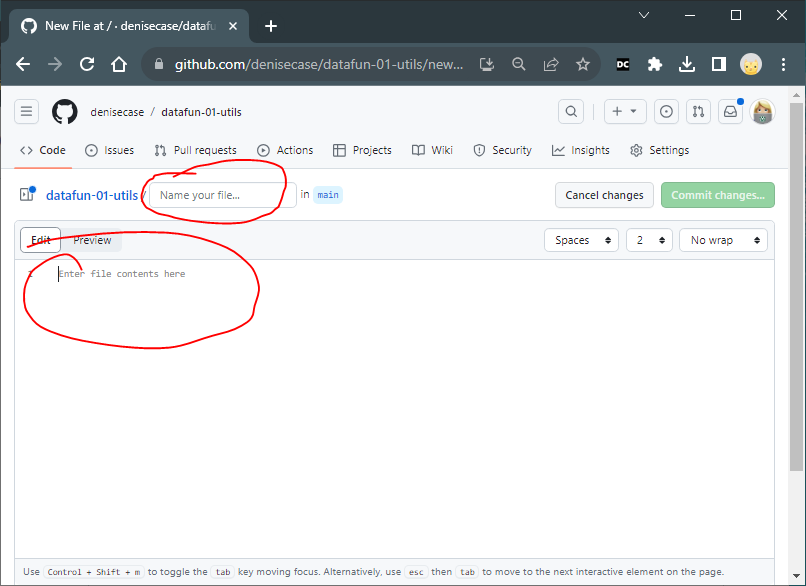 New File at / · denisecase/datafu
github.com/denisecase/datafun-01-utils/new...
DC
denisecase / datafun-01-utils
Code Issues Pull requests Actions Projects Wiki Security Insights Settings
datafun-01-utils / Name your file... in main Cancel changes Commit changes...
Edit Preview Spaces 2 No wrap
1 Enter file contents here
Use Control + Shift + m to toggle the tab key moving focus. Alternatively, use esc then tab to move to the next interactive element on the page.